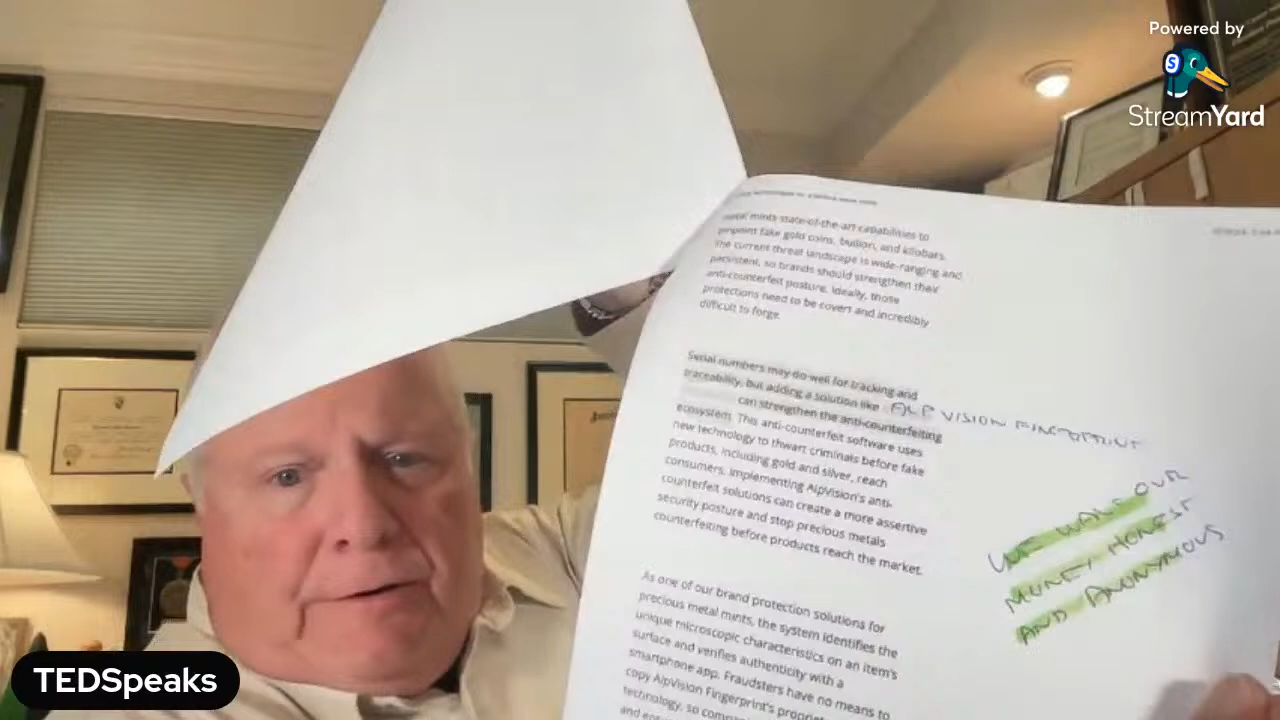 Powered by
StreamYard
metal mints state-of-the-art capabilities to
pinpoint fake gold coins, bullion, and kilobars.
The current threat landscape is wide-ranging and
persistent, so brands should strengthen their
anti-counterfeit posture. Ideally, those
protections need to be covert and incredibly
difficult to forge.
Serial numbers may do well for tracking and
traceability, but adding a solution like ALP VISION FINGERPRINT
can strengthen the anti-counterfeiting
ecosystem. This anti-counterfeit software uses
new technology to thwart criminals before fake
products, including gold and silver, reach
consumers. Implementing AlpVision's anti-
counterfeit solutions can create a more assertive
security posture and stop precious metals
counterfeiting before products reach the market.
OUR
MONEY HONEST
AND ANONYMOUS
As one of our brand protection solutions for
precious metal mints, the system identifies the
unique microscopic characteristics on an item's
surface and verifies authenticity with a
smartphone app. Fraudsters have no means to
copy AlpVision Fingerprint's
technology, so
TEDSpeaks